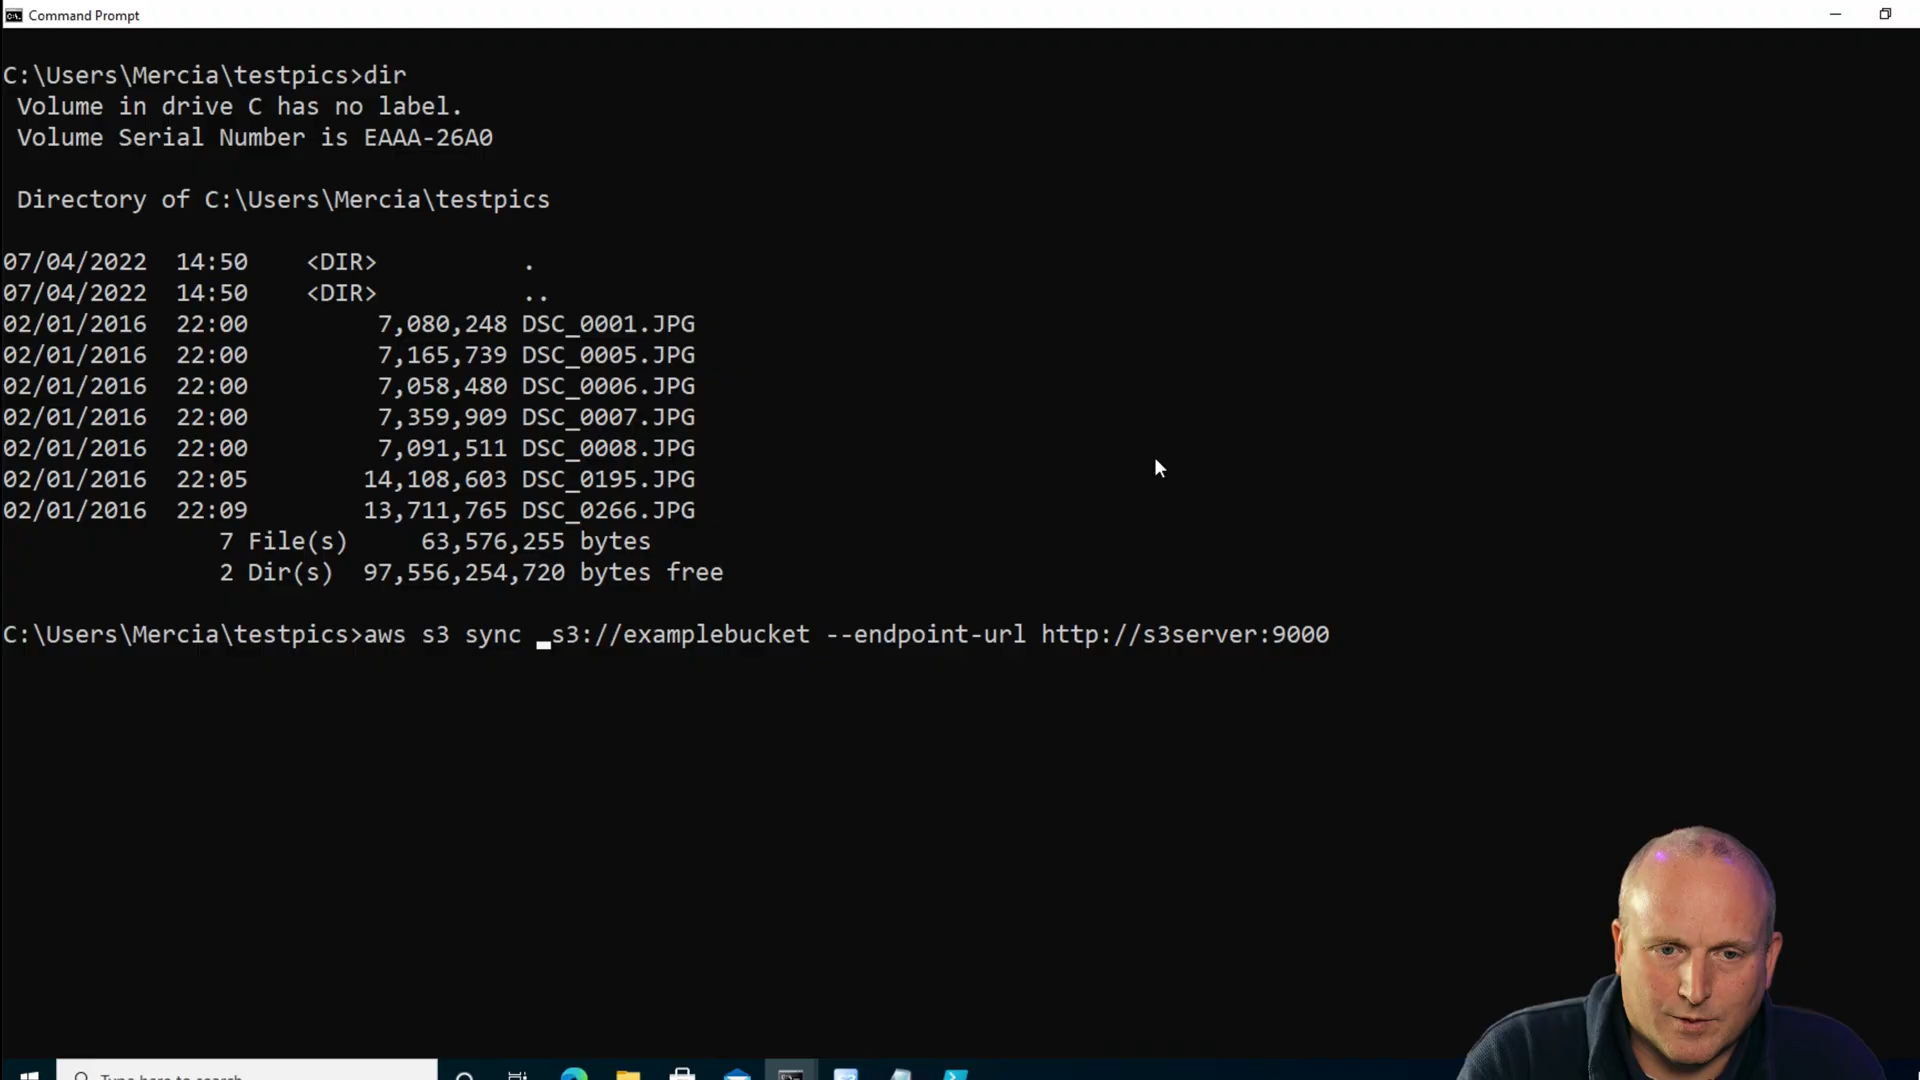 Command Prompt
C:\Users\Mercia\testpics>dir
Volume in drive C has no label.
Volume Serial Number is EAAA-26A0
Directory of C:\Users\Mercia\testpics
07/04/2022  14:50    <DIR>          .
07/04/2022  14:50    <DIR>          ..
02/01/2016  22:00         7,080,248 DSC_0001.JPG
02/01/2016  22:00         7,165,739 DSC_0005.JPG
02/01/2016  22:00         7,058,480 DSC_0006.JPG
02/01/2016  22:00         7,359,909 DSC_0007.JPG
02/01/2016  22:00         7,091,511 DSC_0008.JPG
02/01/2016  22:05        14,108,603 DSC_0195.JPG
02/01/2016  22:09        13,711,765 DSC_0266.JPG
7 File(s)     63,576,255 bytes
2 Dir(s)  97,556,254,720 bytes free
C:\Users\Mercia\testpics>aws s3 sync _s3://examplebucket --endpoint-url http://s3server:9000
Type here to search